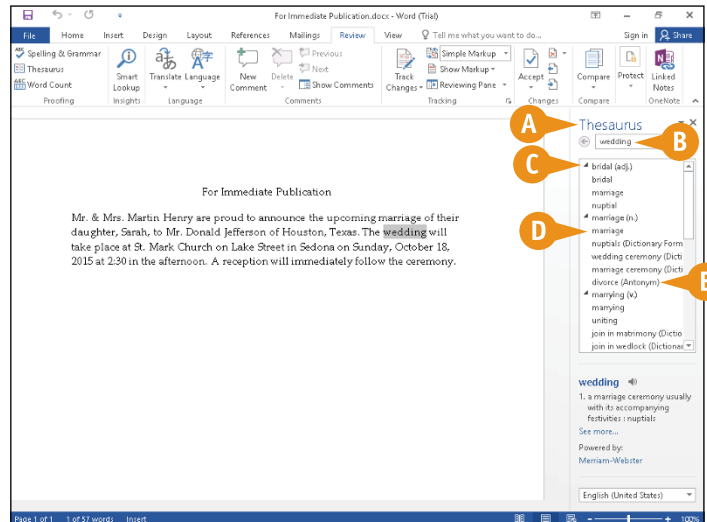 For Immediate Publication.docx - Word (Trial)
File Home Insert Design Layout References Mailings Review View Tell me what you want to do... Sign in Share
Spelling & Grammar
Thesaurus
Word Count
Proofing
Smart
Lookup
Insights
Translate Language
Language
New
Comment
Delete
Previous
Next
Show Comments
Comments
Track
Changes
Simple Markup
Show Markup
Reviewing Pane
Tracking
Accept
Changes
Compare
Compare
Protect
Linked
Notes
OneNote
For Immediate Publication
Mr. & Mrs. Martin Henry are proud to announce the upcoming marriage of their
daughter, Sarah, to Mr. Donald Jefferson of Houston, Texas. The wedding will
take place at St. Mark Church on Lake Street in Sedona on Sunday, October 18,
2015 at 2:30 in the afternoon. A reception will immediately follow the ceremony.
A
Thesaurus
wedding
B
C
bridal (adj.)
bridal
marriage
nuptial
marriage (n.)
D
marriage
nuptials (Dictionary Form
wedding ceremony (Dicti
marriage ceremony (Dicti
divorce (Antonym)
E
marrying (v.)
marrying
uniting
join in matrimony (Dictio
join in wedlock (Dictionar
wedding
1. a marriage ceremony usually
with its accompanying
festivities : nuptials
See more...
Powered by:
Merriam-Webster
English (United States)
Page 1 of 1 1 of 57 words Insert 100%